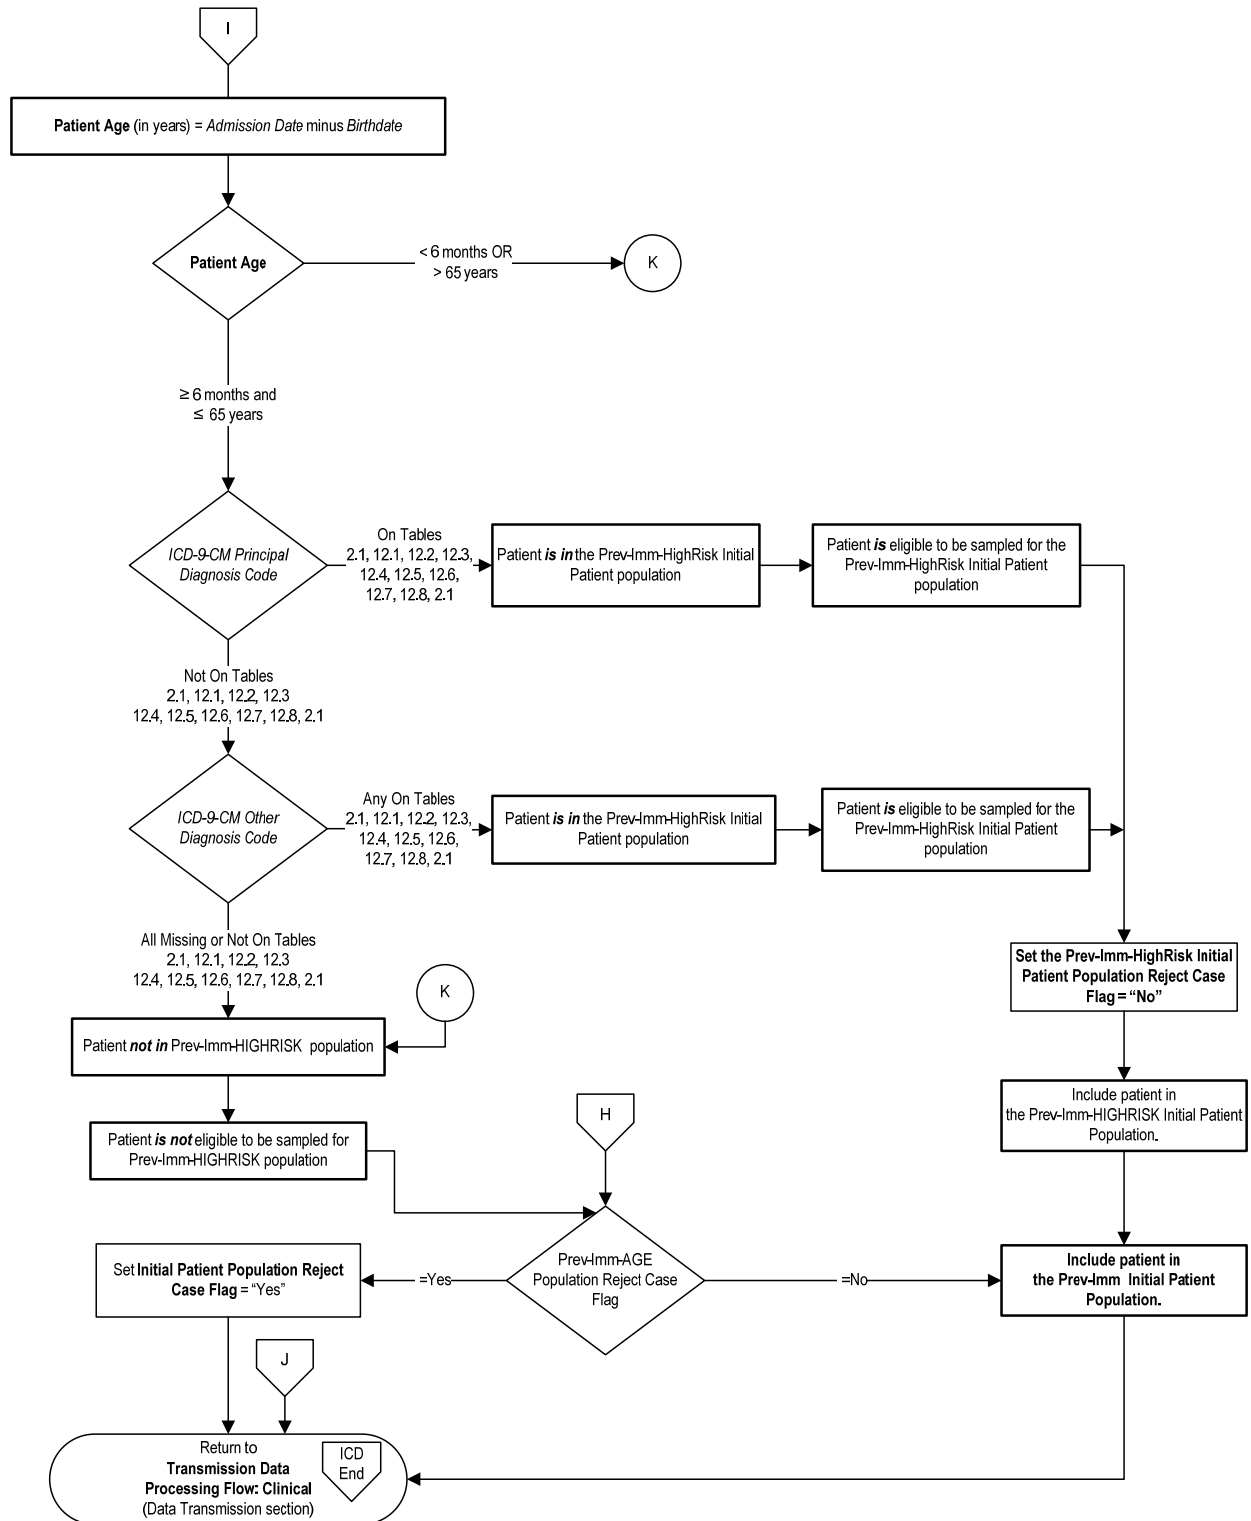 I
Patient Age (in years) = Admission Date minus Birthdate
Patient Age
< 6 months OR
> 65 years
K
≥ 6 months and
≤ 65 years
ICD-9-CM Principal
Diagnosis Code
On Tables
2.1, 12.1, 12.2, 12.3,
12.4, 12.5, 12.6,
12.7, 12.8, 2.1
Patient is in the Prev-Imm-HighRisk Initial
Patient population
Patient is eligible to be sampled for the
Prev-Imm-HighRisk Initial Patient
population
Not On Tables
2.1, 12.1, 12.2, 12.3
12.4, 12.5, 12.6, 12.7, 12.8, 2.1
ICD-9-CM Other
Diagnosis Code
Any On Tables
2.1, 12.1, 12.2, 12.3,
12.4, 12.5, 12.6,
12.7, 12.8, 2.1
Patient is in the Prev-Imm-HighRisk Initial
Patient population
Patient is eligible to be sampled for the
Prev-Imm-HighRisk Initial Patient
population
All Missing or Not On Tables
2.1, 12.1, 12.2, 12.3
12.4, 12.5, 12.6, 12.7, 12.8, 2.1
Set the Prev-Imm-HighRisk Initial
Patient Population Reject Case
Flag = “No”
K
Patient not in Prev-Imm-HIGHRISK population
Include patient in
the Prev-Imm-HIGHRISK Initial Patient
Population.
H
Patient is not eligible to be sampled for
Prev-Imm-HIGHRISK population
Set Initial Patient Population Reject
Case Flag = “Yes”
=Yes
Prev-Imm-AGE
Population Reject Case
Flag
=No
Include patient in
the Prev-Imm Initial Patient
Population.
J
Return to
Transmission Data
Processing Flow: Clinical
(Data Transmission section)
ICD
End